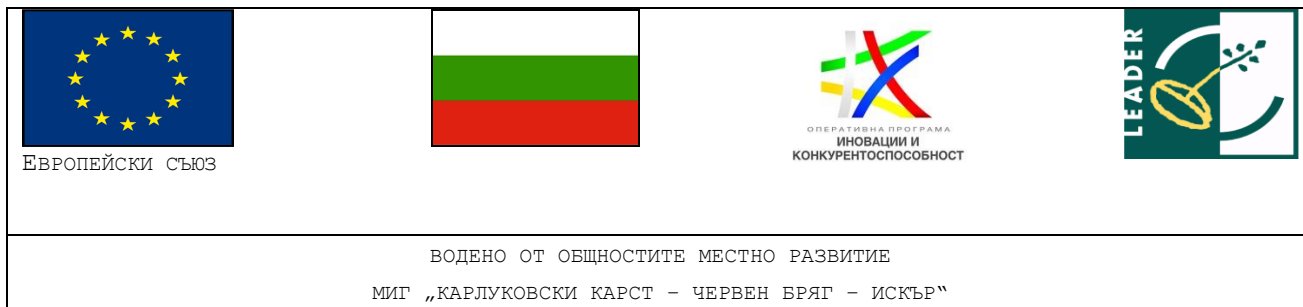 ЕВРОПЕЙСКИ СЪЮЗ
ОПЕРАТИВНА ПРОГРАМА
ИНОВАЦИИ И
КОНКУРЕНТОСПОСОБНОСТ
LEADER
ВОДЕНО ОТ ОБЩНОСТИТЕ МЕСТНО РАЗВИТИЕ
МИГ „КАРЛУКОВСКИ КАРСТ – ЧЕРВЕН БРЯГ – ИСКЪР“